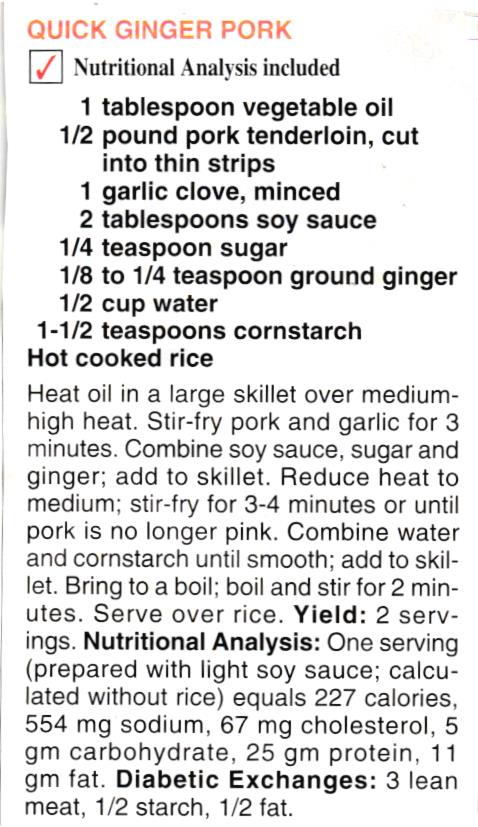 QUICK GINGER PORK
Nutritional Analysis included
1 tablespoon vegetable oil
1/2 pound pork tenderloin, cut
into thin strips
1 garlic clove, minced
2 tablespoons soy sauce
1/4 teaspoon sugar
1/8 to 1/4 teaspoon ground ginger
1/2 cup water
1-1/2 teaspoons cornstarch
Hot cooked rice
Heat oil in a large skillet over medium-
high heat. Stir-fry pork and garlic for 3
minutes. Combine soy sauce, sugar and
ginger; add to skillet. Reduce heat to
medium; stir-fry for 3-4 minutes or until
pork is no longer pink. Combine water
and cornstarch until smooth; add to skil-
let. Bring to a boil; boil and stir for 2 min-
utes. Serve over rice. Yield: 2 serv-
ings. Nutritional Analysis: One serving
(prepared with light soy sauce; calcu-
lated without rice) equals 227 calories,
554 mg sodium, 67 mg cholesterol, 5
gm carbohydrate, 25 gm protein, 11
gm fat. Diabetic Exchanges: 3 lean
meat, 1/2 starch, 1/2 fat.